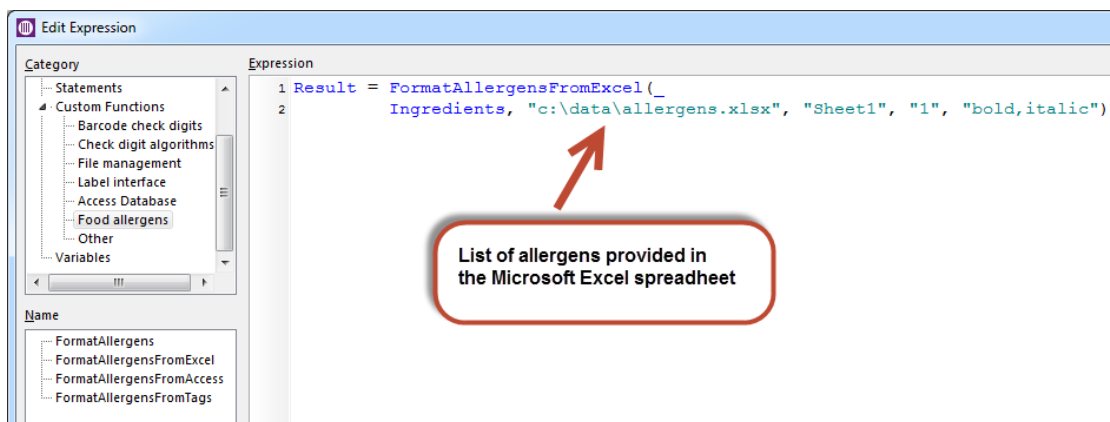 Edit Expression
Category
Statements
Custom Functions
Barcode check digits
Check digit algorithms
File management
Label interface
Access Database
Food allergens
Other
Variables
Name
FormatAllergens
FormatAllergensFromExcel
FormatAllergensFromAccess
FormatAllergensFromTags
Expression
1 Result = FormatAllergensFromExcel(_
2 Ingredients, "c:\data\allergens.xlsx", "Sheet1", "1", "bold,italic")
List of allergens provided in
the Microsoft Excel spreadheet